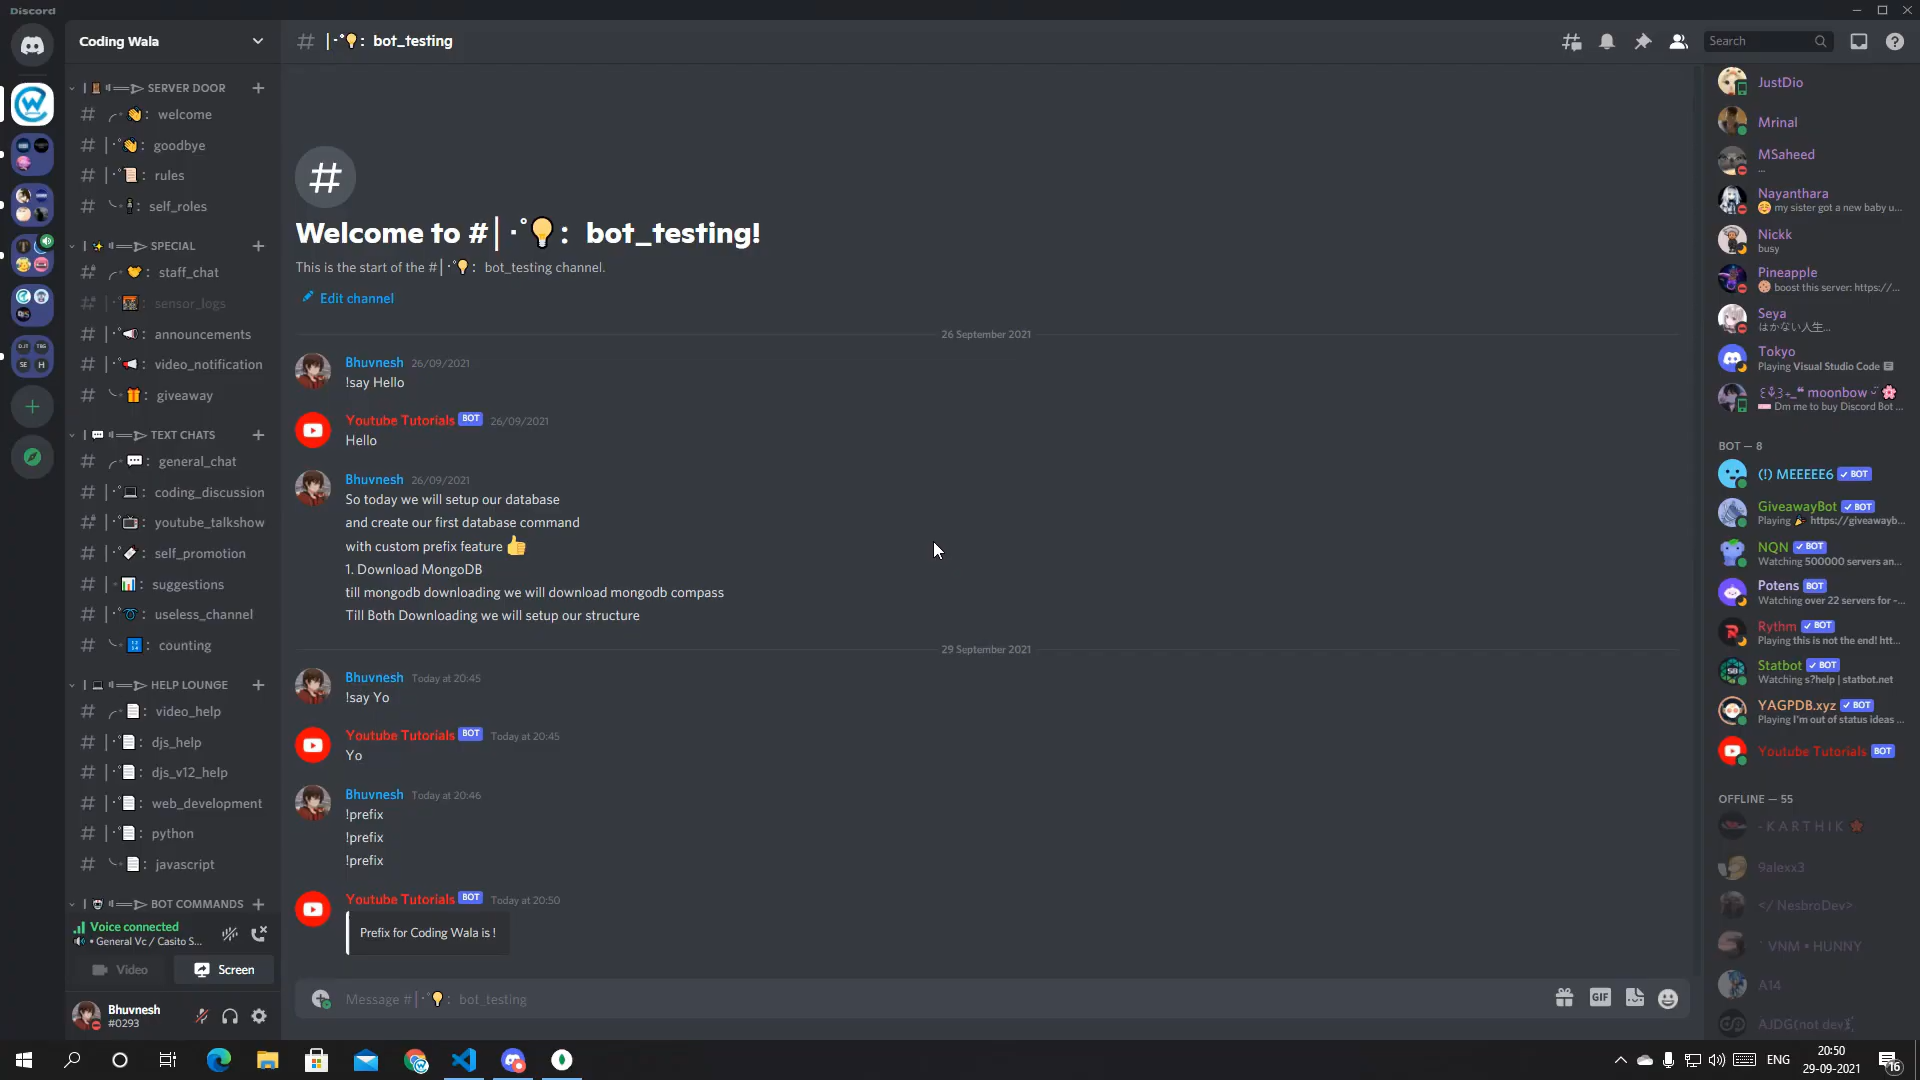 Discord
Coding Wala
bot_testing
Search
SERVER DOOR
welcome
goodbye
rules
self_roles
SPECIAL
staff_chat
sensor_logs
announcements
video_notification
giveaway
TEXT CHATS
general_chat
coding_discussion
youtube_talkshow
self_promotion
suggestions
useless_channel
counting
HELP LOUNGE
video_help
djs_help
djs_v12_help
web_development
python
javascript
BOT COMMANDS
Voice connected
General Vc / Casito S...
Video
Screen
Bhuvnesh
#0293
Welcome to #│・°💡: bot_testing!
This is the start of the #│・°💡: bot_testing channel.
Edit channel
26 September 2021
Bhuvnesh 26/09/2021
!say Hello
Youtube Tutorials BOT 26/09/2021
Hello
Bhuvnesh 26/09/2021
So today we will setup our database
and create our first database command
with custom prefix feature 👍
1. Download MongoDB
till mongodb downloading we will download mongodb compass
Till Both Downloading we will setup our structure
29 September 2021
Bhuvnesh Today at 20:45
!say Yo
Youtube Tutorials BOT Today at 20:45
Yo
Bhuvnesh Today at 20:46
!prefix
!prefix
!prefix
Youtube Tutorials BOT Today at 20:50
Prefix for Coding Wala is !
Message #│・°💡: bot_testing
GIF
JustDio
Mrinal
MSaheed
...
Nayanthara
my sister got a new baby u...
Nickk
busy
Pineapple
boost this server: https://...
Seya
はかない人生...
Tokyo
Playing Visual Studio Code
moonbow
Dm me to buy Discord Bot ...
BOT — 8
(!) MEEEEE6 ✓ BOT
GiveawayBot ✓ BOT
Playing 🎉 https://giveawayb...
NQN ✓ BOT
Watching 500000 servers an...
Potens BOT
Watching over 22 servers for -...
Rythm ✓ BOT
Playing this is not the end! htt...
Statbot ✓ BOT
Watching s?help | statbot.net
YAGPDB.xyz ✓ BOT
Playing I'm out of status ideas ...
Youtube Tutorials BOT
OFFLINE — 55
- K A R T H I K
9alexx3
</ NesbroDev>
` VNM • HUNNY
A14
AJDG(not dev)
ENG
20:50
29-09-2021
16